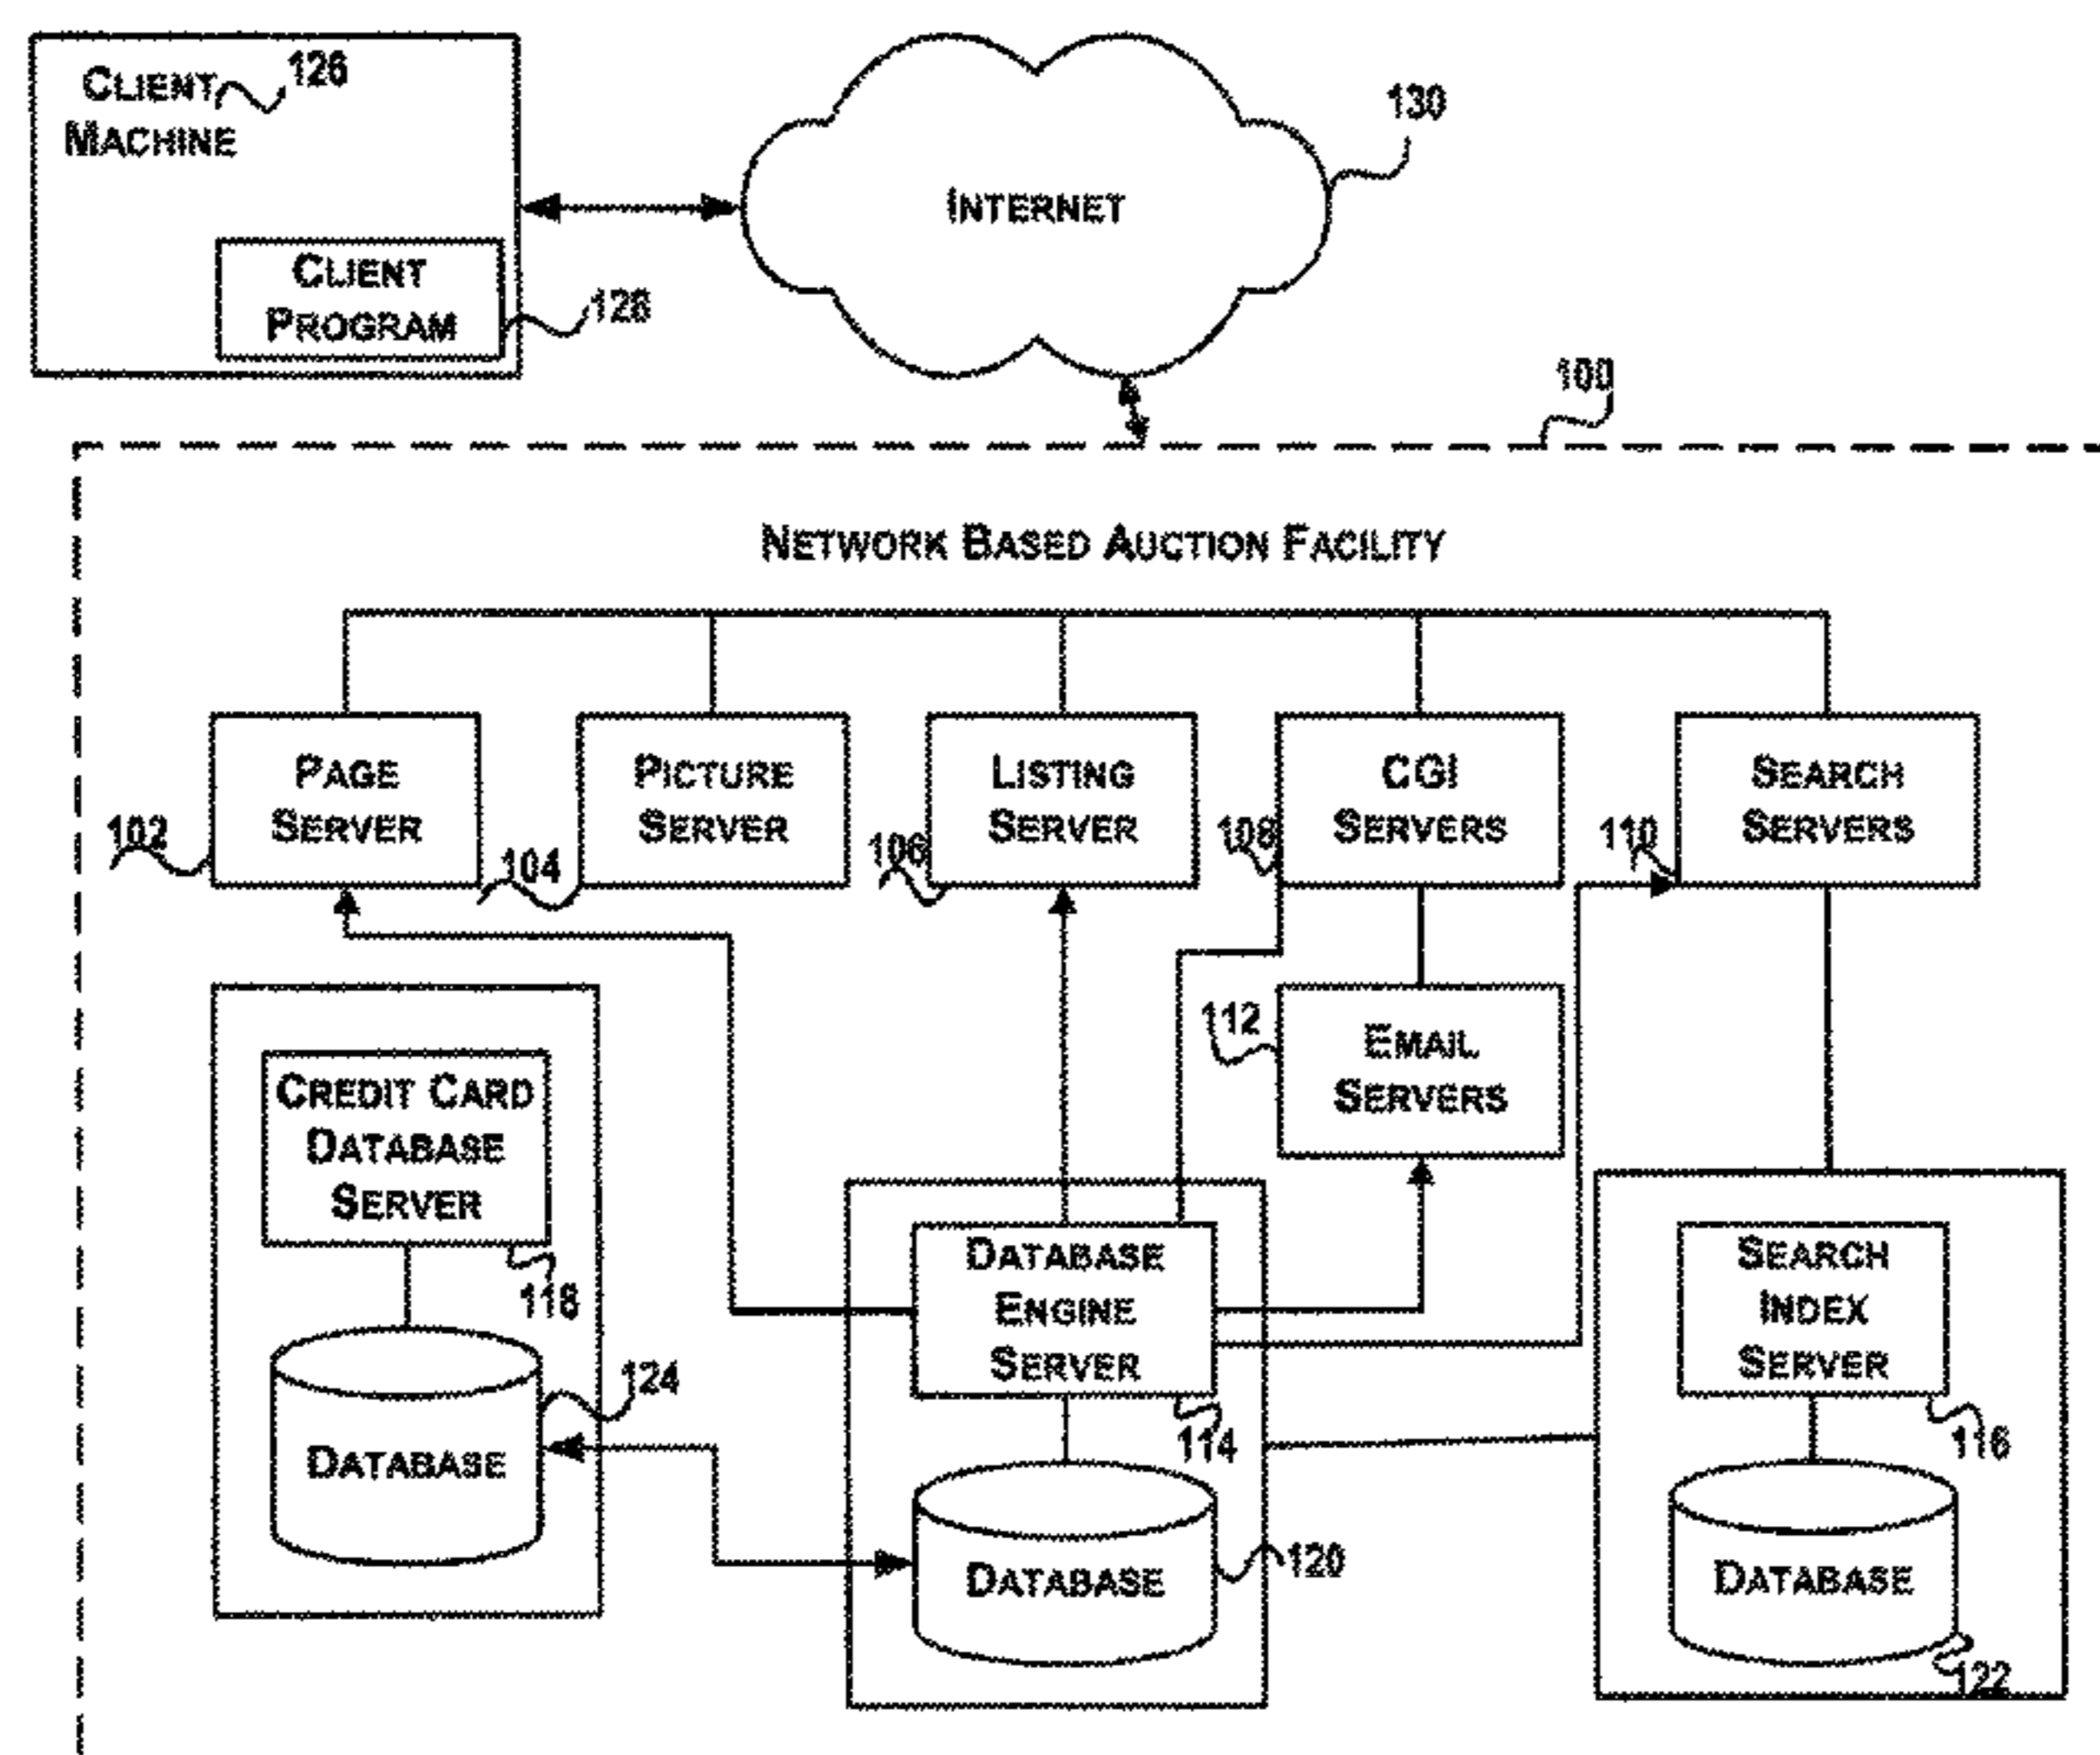 CLIENT 126
MACHINE
CLIENT
PROGRAM
128
INTERNET
130
100
NETWORK BASED AUCTION FACILITY
PAGE
SERVER
102
PICTURE
SERVER
104
LISTING
SERVER
106
CGI
SERVERS
108
SEARCH
SERVERS
110
112
EMAIL
SERVERS
CREDIT CARD
DATABASE
SERVER
118
DATABASE
124
DATABASE
ENGINE
SERVER
114
DATABASE
120
SEARCH
INDEX
SERVER
116
DATABASE
122